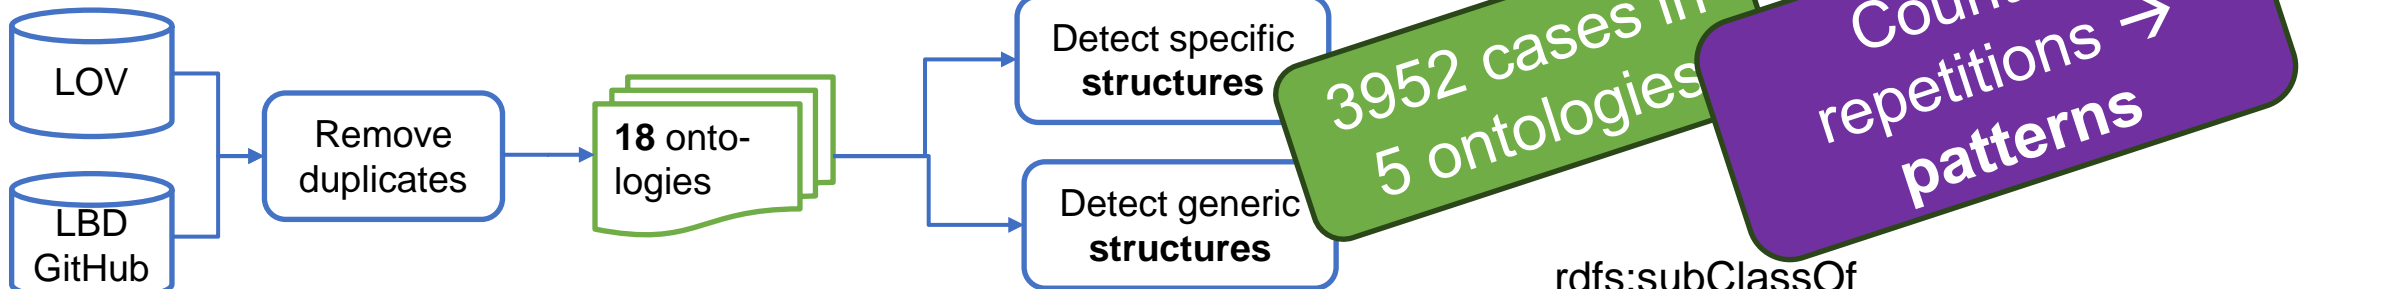 LOV
LBD
GitHub
Remove
duplicates
18 onto-
logies
Detect specific
structures
Detect generic
structures
3952 cases in
5 ontologies
repetitions →
patterns
rdfs:subClassOf